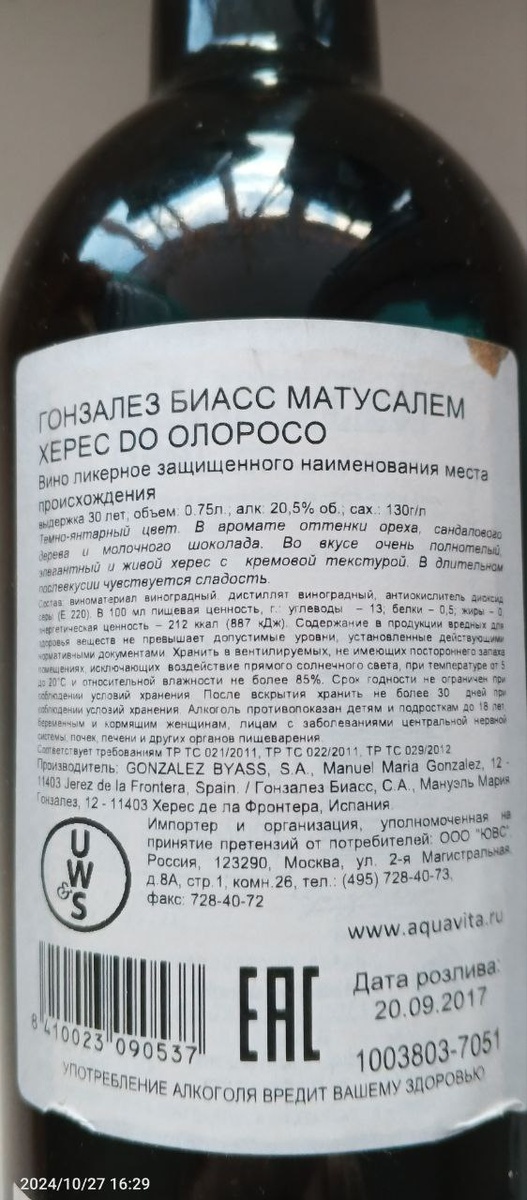 ГОНЗАЛЕЗ БИАСС МАТУСАЛЕМ
ХЕРЕС DO ОЛОРОСО
Вино ликерное защищенного наименования места
происхождения
выдержка 30 лет; объем: 0.75л.; алк: 20,5% об.; сах.: 130г/л
Темно-янтарный цвет. В аромате оттенки ореха, сандалового
дерева и молочного шоколада. Во вкусе очень полнотелый,
элегантный и живой херес с кремовой текстурой. В длительном
послевкусии чувствуется сладость.
Состав: виноматериал виноградный, дистиллят виноградный, антиокислитель диоксид
серы (Е 220). В 100 мл пищевая ценность, г.: углеводы – 13; белки – 0,5; жиры – 0
энергетическая ценность – 212 ккал (887 кДж). Содержание в продукции вредных для
здоровья веществ не превышает допустимые уровни, установленные действующими
нормативными документами. Хранить в вентилируемых, не имеющих постороннего запаха
помещениях, исключающих воздействие прямого солнечного света, при температуре от 5
до 20°С и относительной влажности не более 85%. Срок годности не ограничен при
соблюдении условий хранения. После вскрытия хранить не более 30 дней при
соблюдении условий хранения. Алкоголь противопоказан детям и подросткам до 18 лет,
беременным и кормящим женщинам, лицам с заболеваниями центральной нервной
системы, почек, печени и других органов пищеварения.
Соответствует требованиям ТР ТС 021/2011, ТР ТС 022/2011, ТР ТС 029/2012
Производитель: GONZALEZ BYASS, S.A., Manuel Maria Gonzalez, 12 -
11403 Jerez de la Frontera, Spain. / Гонзалез Биасс, С.А., Мануэль Мария
Гонзалез, 12 - 11403 Херес де ла Фронтера, Испания
U
W
&S
Импортер и организация, уполномоченная на
принятие претензий от потребителей: ООО "ЮВС",
Россия, 123290, Москва, ул. 2-я Магистральная,
д.8А, стр.1, комн.26, тел.: (495) 728-40-73,
факс: 728-40-72
www.aquavita.ru
8 410023 090537
EAC
Дата розлива:
20.09.2017
1003803-7051
УПОТРЕБЛЕНИЕ АЛКОГОЛЯ ВРЕДИТ ВАШЕМУ ЗДОРОВЬЮ
2024/10/27 16:29